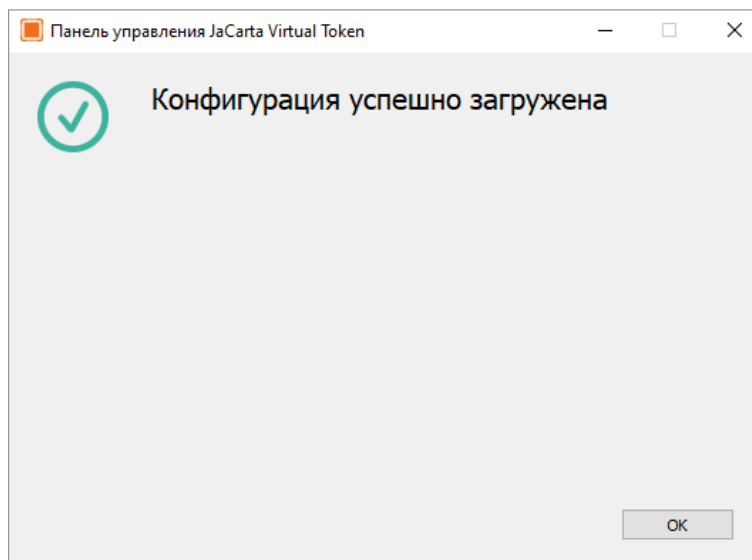 Панель управления JaCarta Virtual Token
Конфигурация успешно загружена
OK